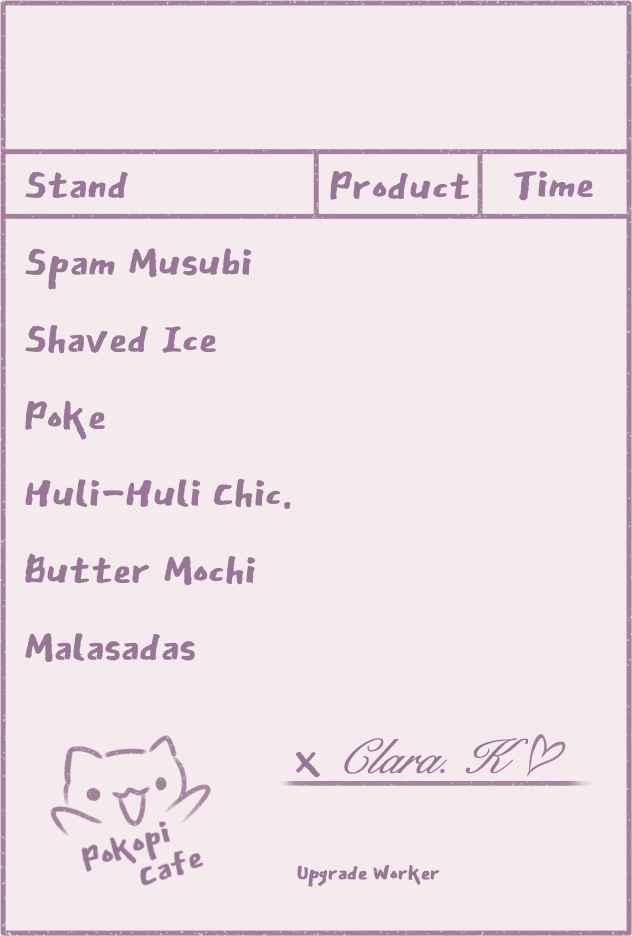 Stand Product Time
Spam Musubi
Shaved Ice
Poke
Huli-Huli Chic.
Butter Mochi
Malasadas
x Clara. K♡
Pokopi
Cafe
Upgrade Worker